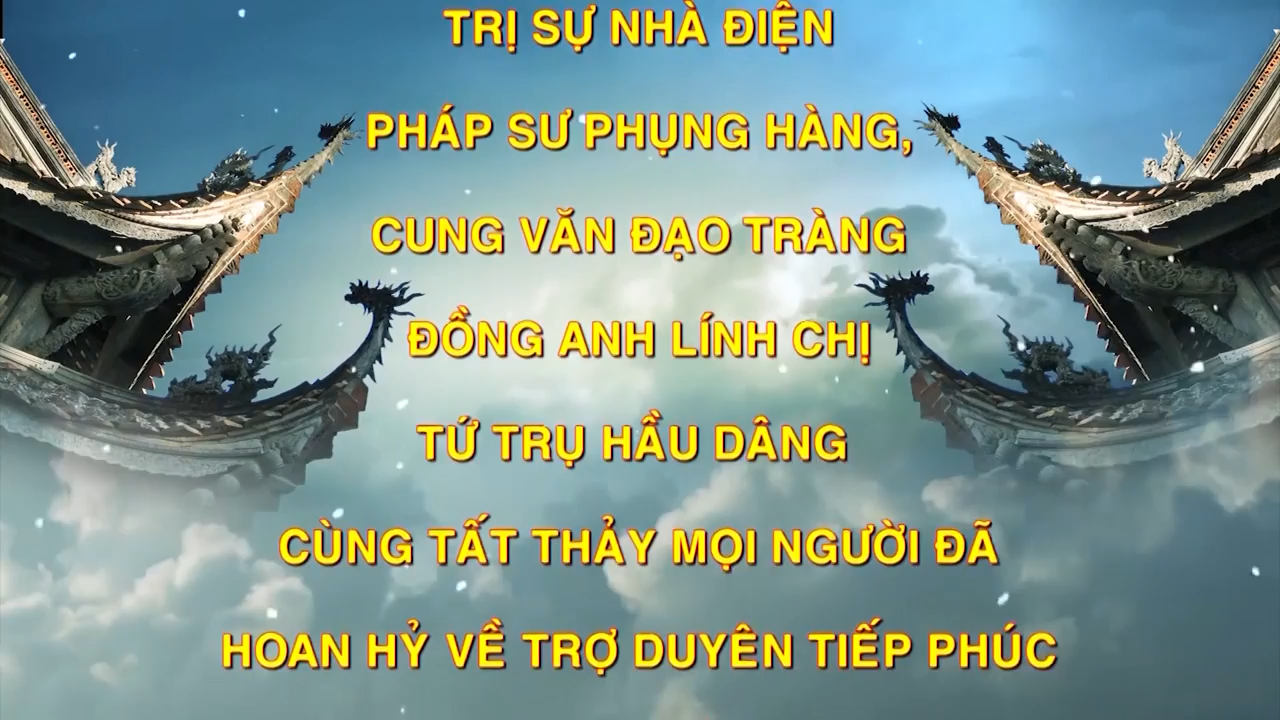 TRỊ SỰ NHÀ ĐIỆN
PHÁP SƯ PHỤNG HÀNG,
CUNG VĂN ĐẠO TRÀNG
ĐỒNG ANH LÍNH CHỊ
TỨ TRỤ HẦU DÂNG
CÙNG TẤT THẢY MỌI NGƯỜI ĐÃ
HOAN HỶ VỀ TRỢ DUYÊN TIẾP PHÚC